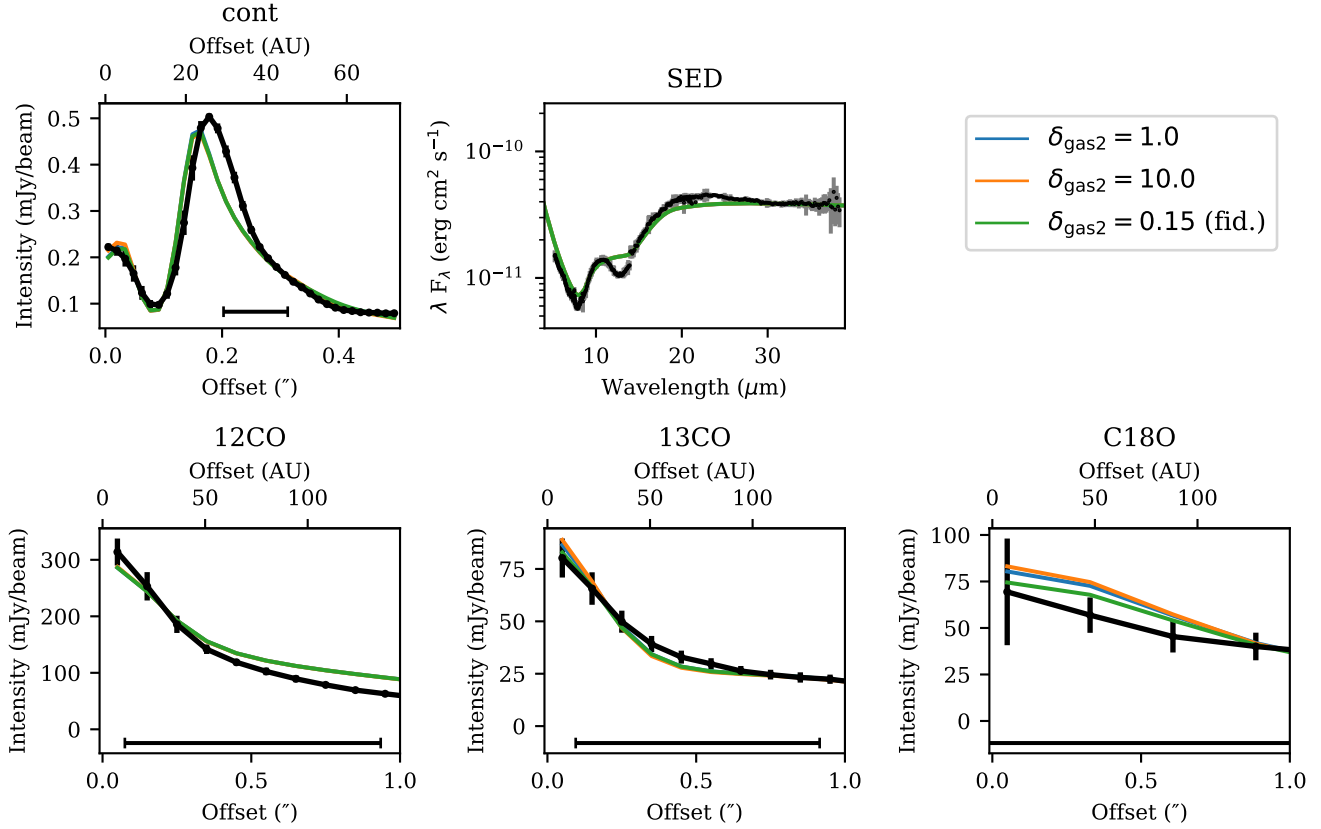 cont
Offset (AU)
0 20 40 60
Intensity (mJy/beam)
0.5
0.4
0.3
0.2
0.1
0.0 0.2 0.4
Offset (″)
SED
λ F_λ (erg cm² s⁻¹)
10⁻¹⁰
10⁻¹¹
10 20 30
Wavelength (μm)
δ_gas2 = 1.0
δ_gas2 = 10.0
δ_gas2 = 0.15 (fid.)
12CO
Offset (AU)
0 50 100
Intensity (mJy/beam)
300
200
100
0
0.0 0.5 1.0
Offset (″)
13CO
Offset (AU)
0 50 100
Intensity (mJy/beam)
75
50
25
0
0.0 0.5 1.0
Offset (″)
C18O
Offset (AU)
0 50 100
Intensity (mJy/beam)
100
75
50
25
0
0.0 0.5 1.0
Offset (″)